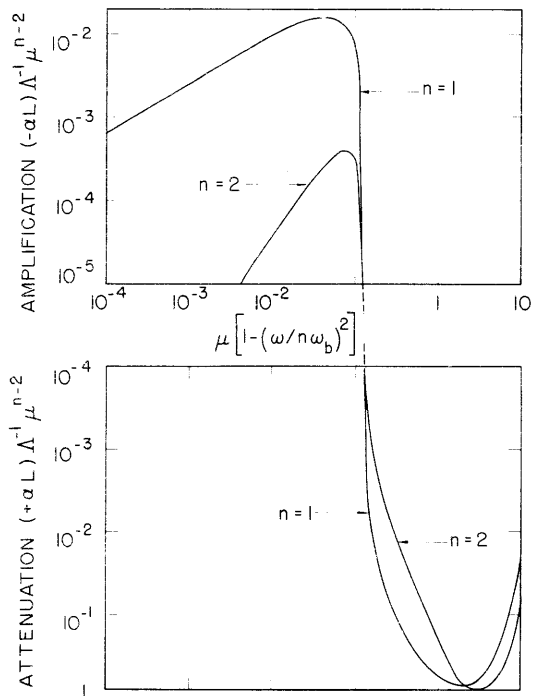 AMPLIFICATION (-αL) Λ⁻¹ μⁿ⁻²
10⁻²
10⁻³
10⁻⁴
10⁻⁵
n = 1
n = 2
10⁻⁴ 10⁻³ 10⁻² 1 10
μ[1-(ω/nω_b)²]
ATTENUATION (+αL) Λ⁻¹ μⁿ⁻²
10⁻⁴
10⁻³
10⁻²
10⁻¹
1
n = 1
n = 2